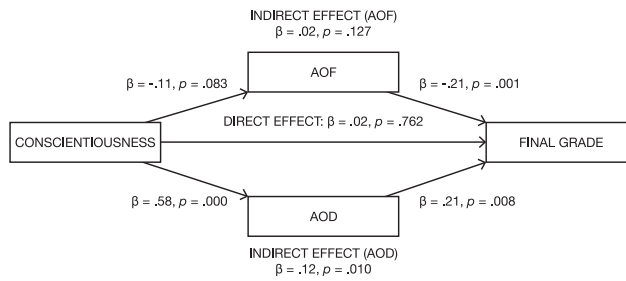 INDIRECT EFFECT (AOF)
β = .02, p = .127
AOF
β = -.11, p = .083
β = -.21, p = .001
DIRECT EFFECT: β = .02, p = .762
CONSCIENTIOUSNESS
FINAL GRADE
β = .58, p = .000
β = .21, p = .008
AOD
INDIRECT EFFECT (AOD)
β = .12, p = .010